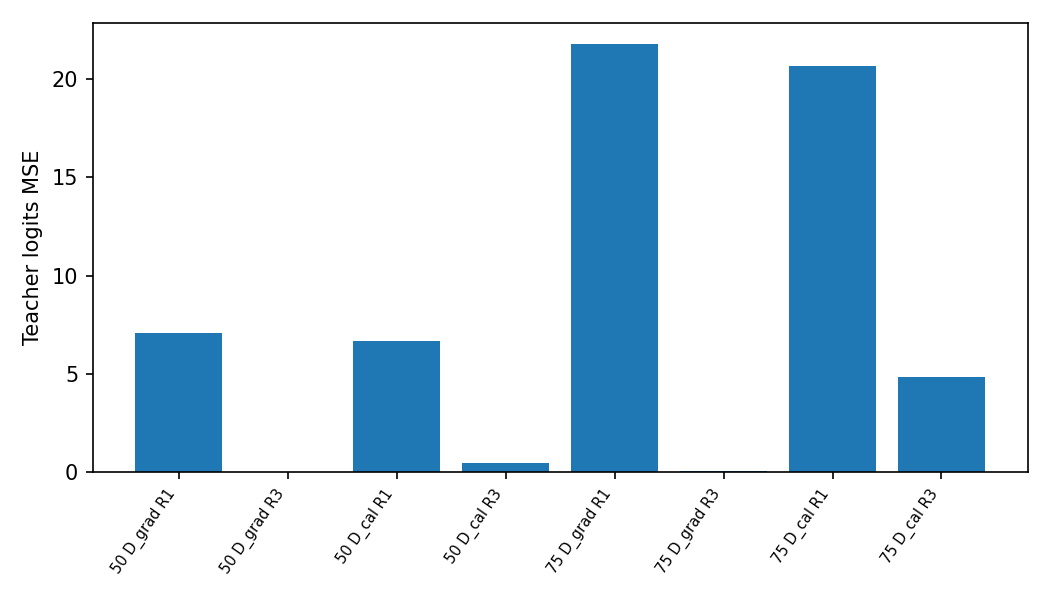 Teacher logits MSE
20
15
10
5
0
50 D_grad R1
50 D_grad R3
50 D_cal R1
50 D_cal R3
75 D_grad R1
75 D_grad R3
75 D_cal R1
75 D_cal R3